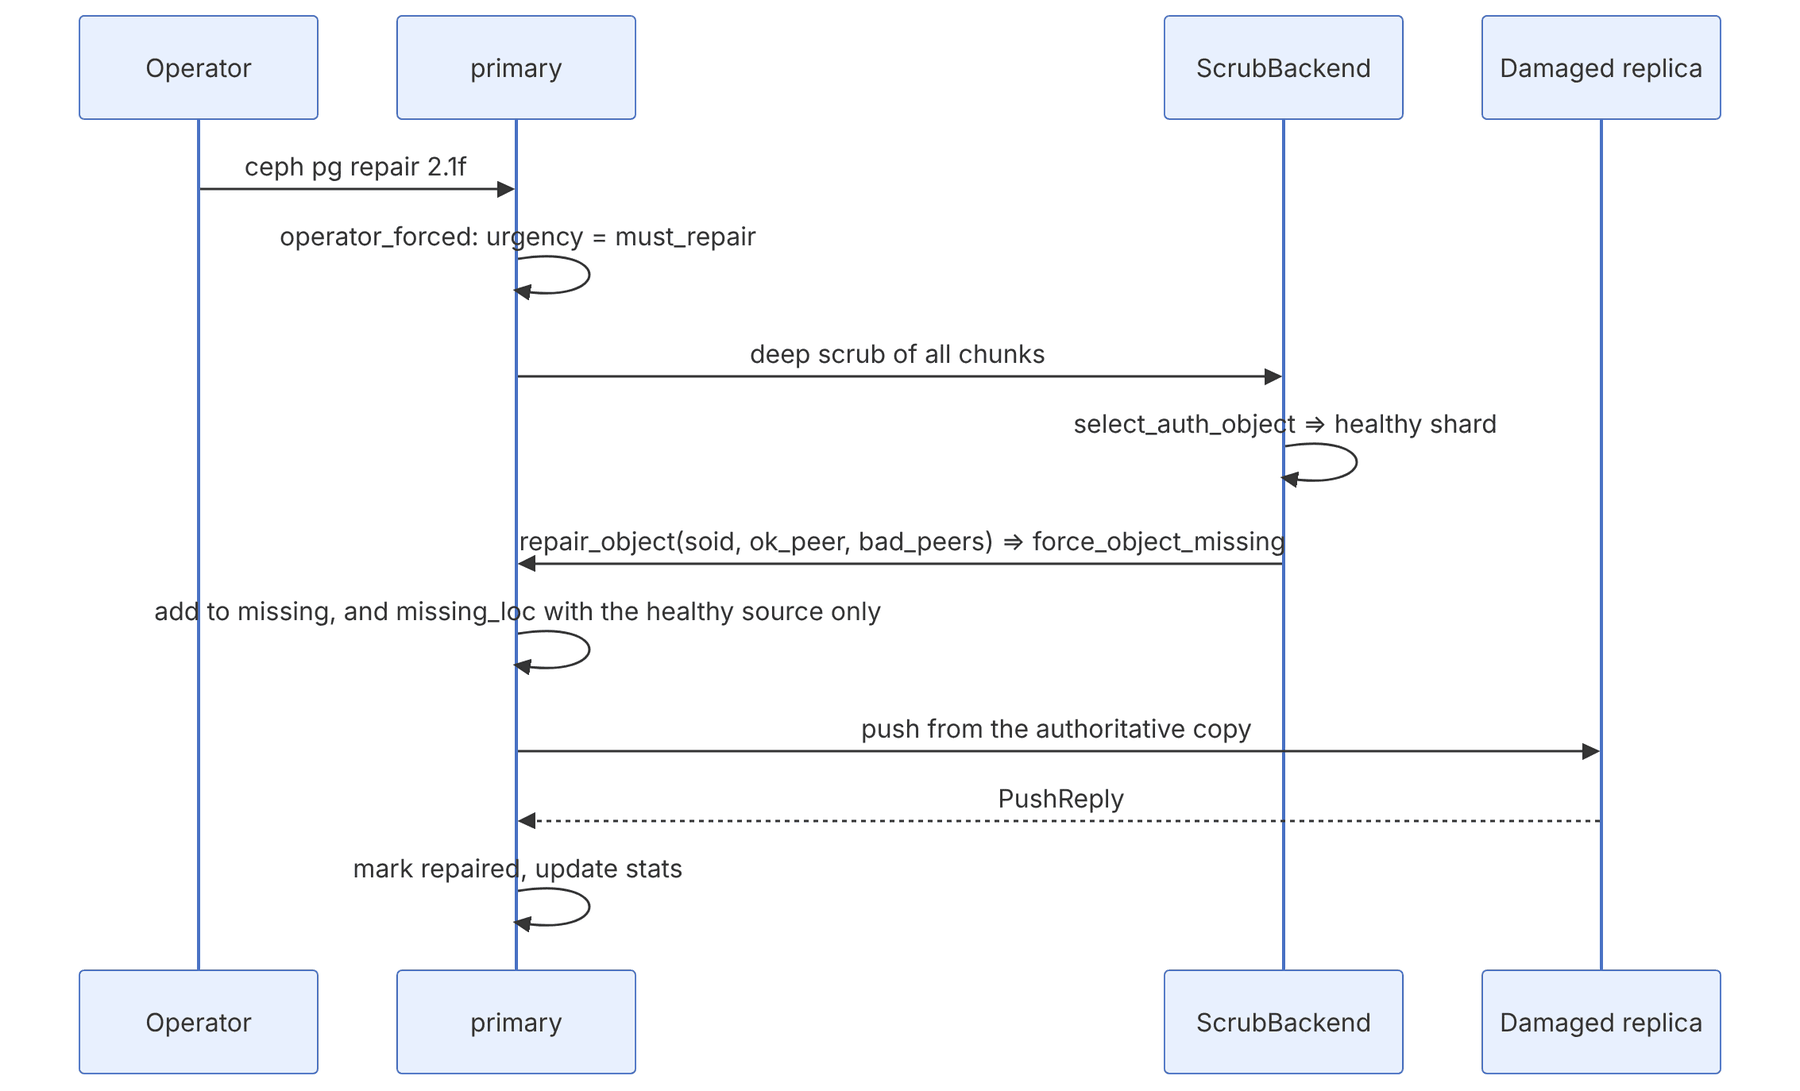 Operator
primary
ScrubBackend
Damaged replica
ceph pg repair 2.1f
operator_forced: urgency = must_repair
deep scrub of all chunks
select_auth_object ⇒ healthy shard
repair_object(soid, ok_peer, bad_peers) ⇒ force_object_missing
add to missing, and missing_loc with the healthy source only
push from the authoritative copy
PushReply
mark repaired, update stats
Operator
primary
ScrubBackend
Damaged replica